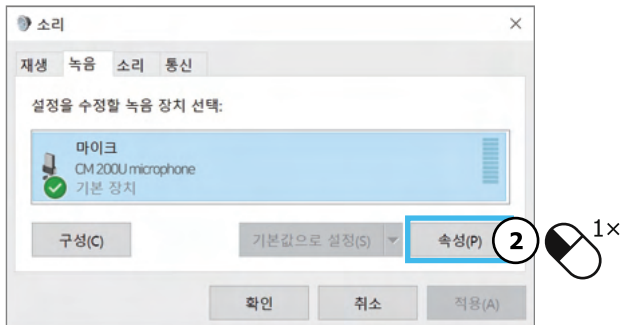 소리
재생 녹음 소리 통신
설정을 수정할 녹음 장치 선택:
마이크
CM 200U microphone
기본 장치
구성(C) 기본값으로 설정(S) 속성(P) 2 1×
확인 취소 적용(A)